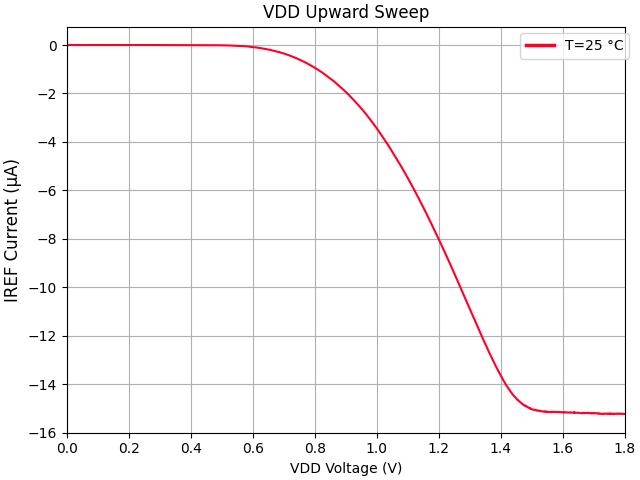 VDD Upward Sweep
T=25 °C
IREF Current (μA)
0
−2
−4
−6
−8
−10
−12
−14
−16
0.0 0.2 0.4 0.6 0.8 1.0 1.2 1.4 1.6 1.8
VDD Voltage (V)